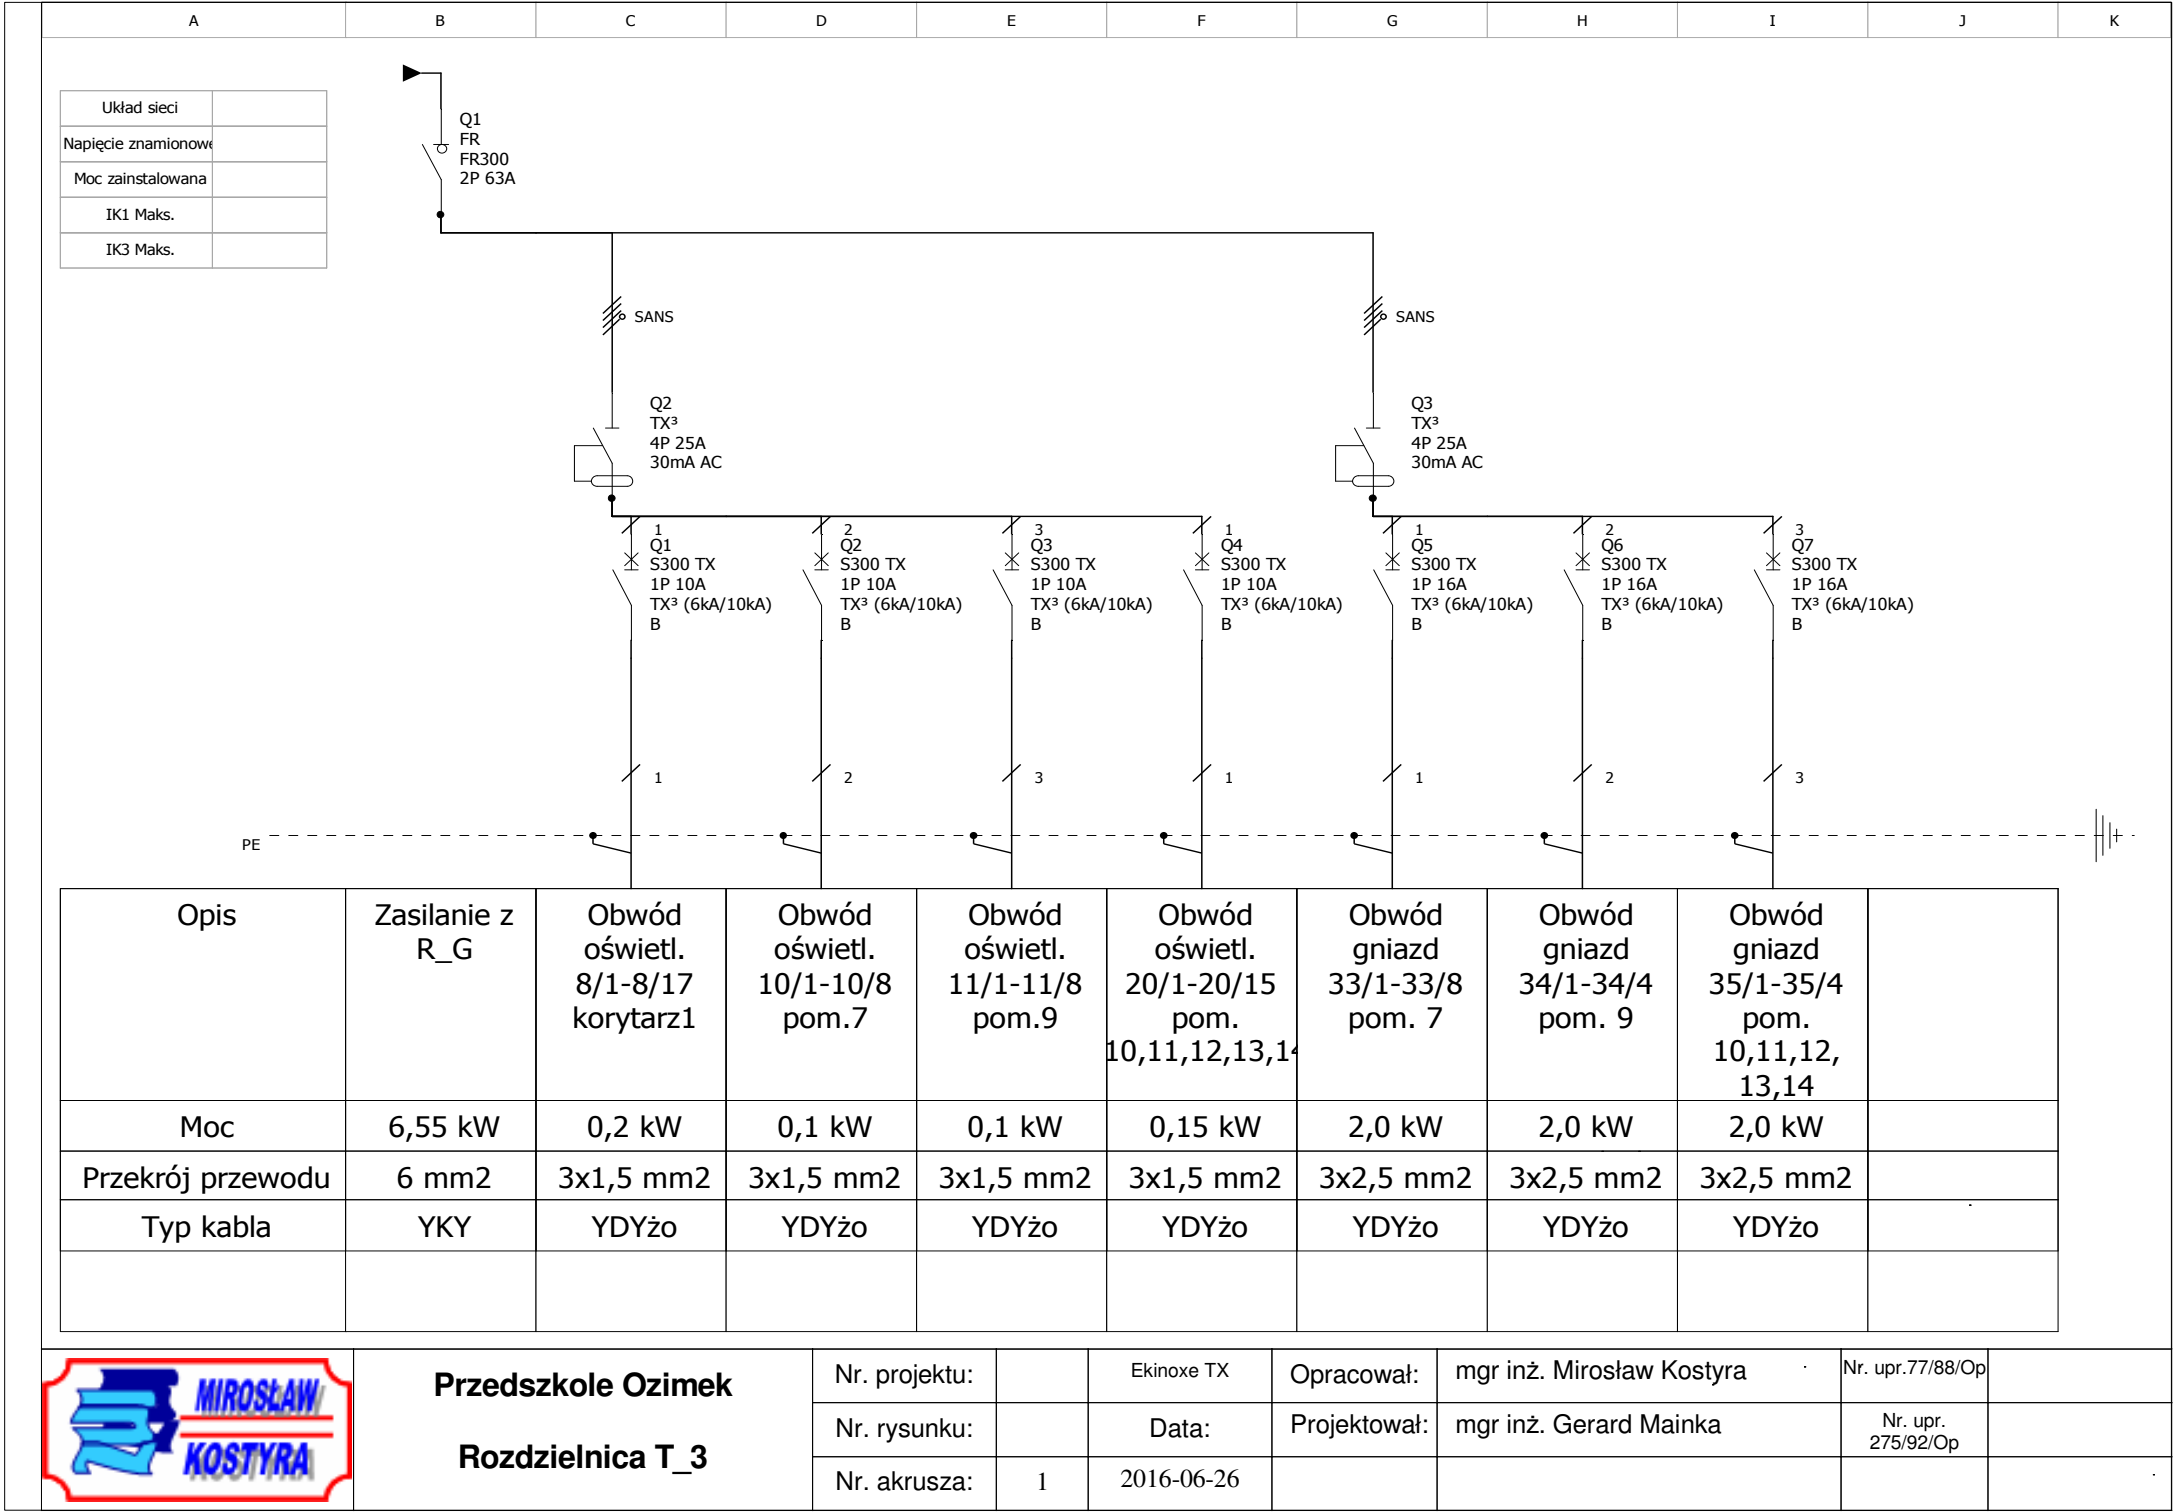 A B C D E F G H I J K
Układ sieci
Napięcie znamionowe
Moc zainstalowana
IK1 Maks.
IK3 Maks.
Q1
FR
FR300
2P 63A
SANS SANS
Q2
TX³
4P 25A
30mA AC
Q3
TX³
4P 25A
30mA AC
1
Q1
S300 TX
1P 10A
TX³ (6kA/10kA)
B
2
Q2
S300 TX
1P 10A
TX³ (6kA/10kA)
B
3
Q3
S300 TX
1P 10A
TX³ (6kA/10kA)
B
1
Q4
S300 TX
1P 10A
TX³ (6kA/10kA)
B
1
Q5
S300 TX
1P 16A
TX³ (6kA/10kA)
B
2
Q6
S300 TX
1P 16A
TX³ (6kA/10kA)
B
3
Q7
S300 TX
1P 16A
TX³ (6kA/10kA)
B
1 2 3 1 1 2 3
PE
Opis
Zasilanie z
R_G
Obwód
oświetl.
8/1-8/17
korytarz1
Obwód
oświetl.
10/1-10/8
pom.7
Obwód
oświetl.
11/1-11/8
pom.9
Obwód
oświetl.
20/1-20/15
pom.
10,11,12,13,14
Obwód
gniazd
33/1-33/8
pom. 7
Obwód
gniazd
34/1-34/4
pom. 9
Obwód
gniazd
35/1-35/4
pom.
10,11,12,
13,14
Moc 6,55 kW 0,2 kW 0,1 kW 0,1 kW 0,15 kW 2,0 kW 2,0 kW 2,0 kW
Przekrój przewodu 6 mm2 3x1,5 mm2 3x1,5 mm2 3x1,5 mm2 3x1,5 mm2 3x2,5 mm2 3x2,5 mm2 3x2,5 mm2
Typ kabla YKY YDYżo YDYżo YDYżo YDYżo YDYżo YDYżo YDYżo
MIROSŁAW
KOSTYRA
Przedszkole Ozimek
Rozdzielnica T_3
Nr. projektu: Ekinoxe TX Opracował: mgr inż. Mirosław Kostyra Nr. upr.77/88/Op
Nr. rysunku: Data: Projektował: mgr inż. Gerard Mainka Nr. upr.
275/92/Op
Nr. akrusza: 1 2016-06-26